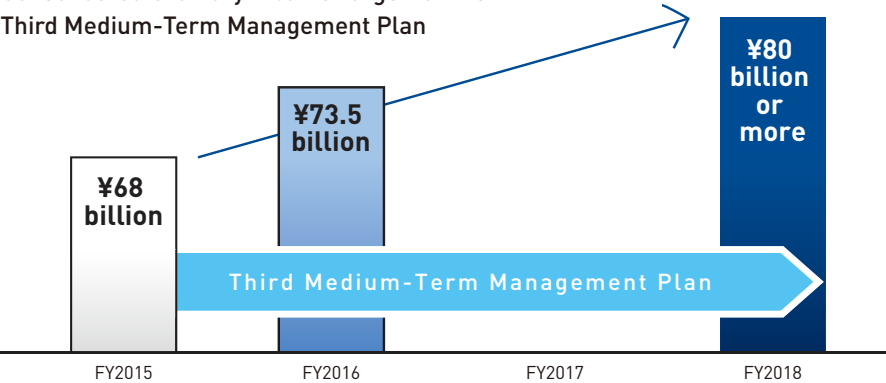 Third Medium-Term Management Plan
¥80
billion
or
more
¥73.5
billion
¥68
billion
Third Medium-Term Management Plan
FY2015
FY2016
FY2017
FY2018